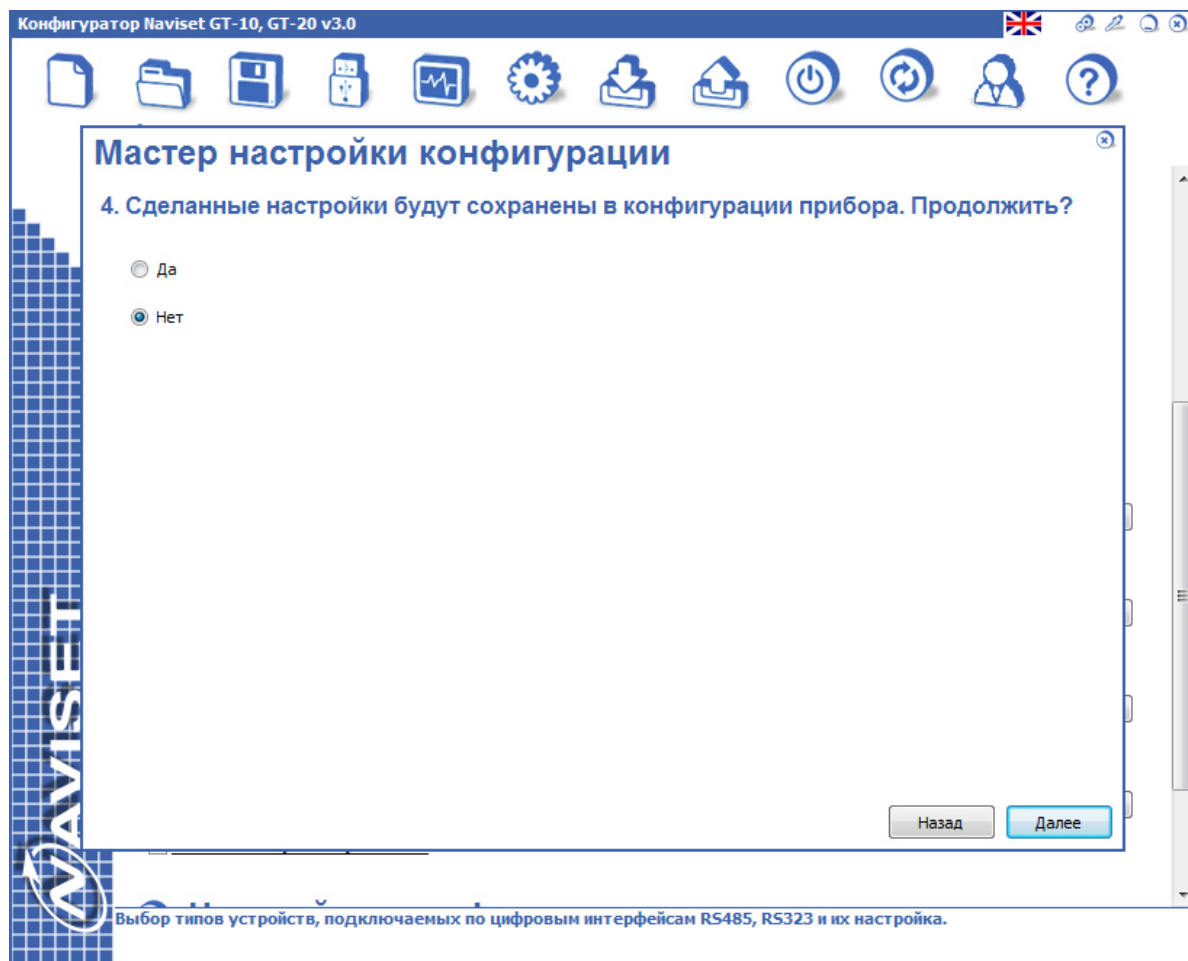 Конфигуратор Naviset GT-10, GT-20 v3.0
Мастер настройки конфигурации
4. Сделанные настройки будут сохранены в конфигурации прибора. Продолжить?
Да
Нет
Назад
Далее
NAVISET
Выбор типов устройств, подключаемых по цифровым интерфейсам RS485, RS323 и их настройка.